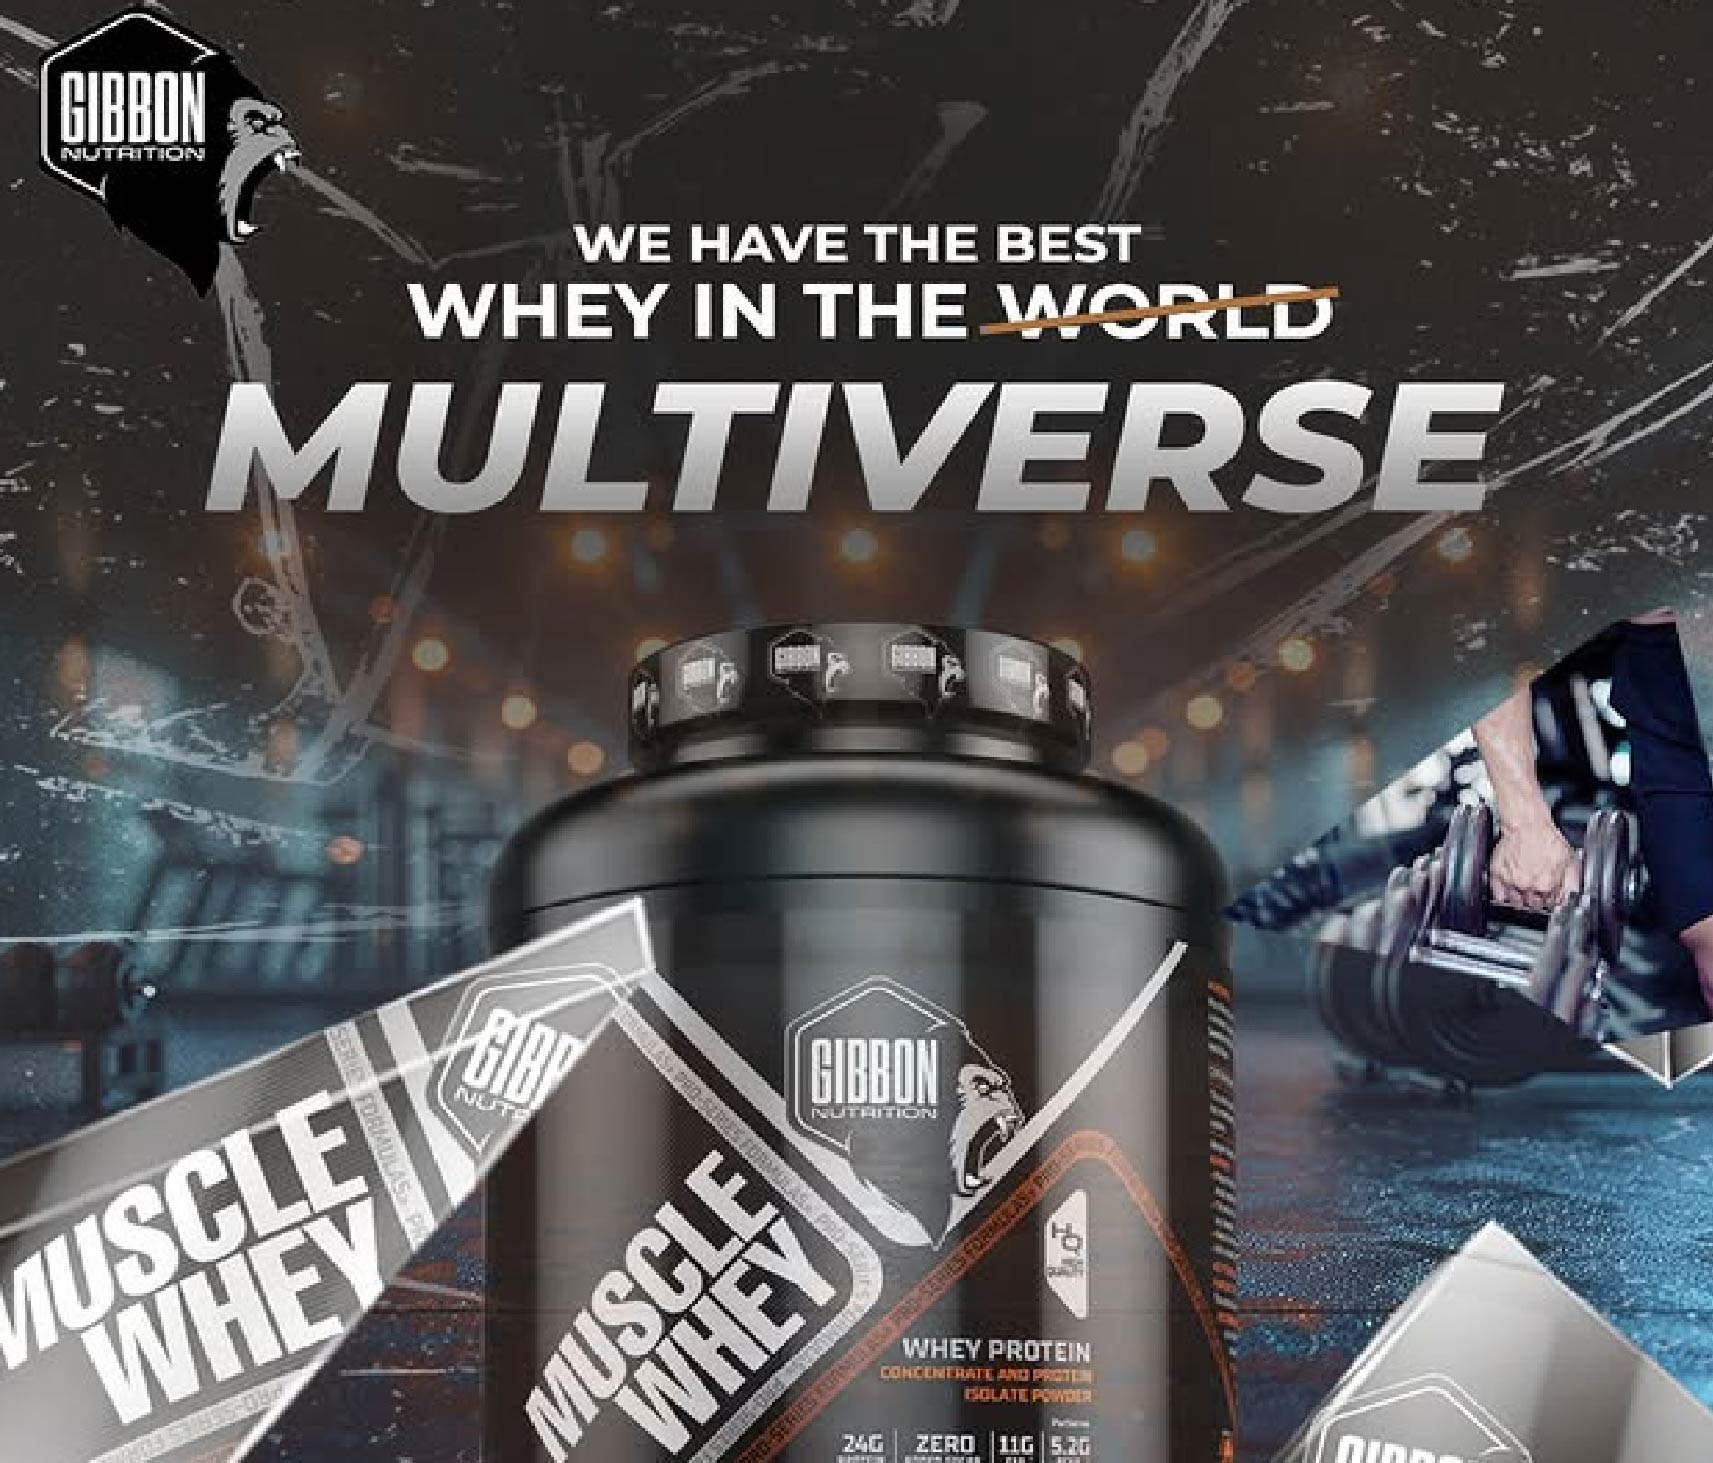 GIBBON
NUTRITION
WE HAVE THE BEST
WHEY IN THE WORLD
MULTIVERSE
GIBBON
NUTRITION
MUSCLE
WHEY
MUSCLE
WHEY
WHEY PROTEIN
CONCENTRATE AND PROTEIN
ISOLATE POWDER
24G
ZERO
11G
5.2G